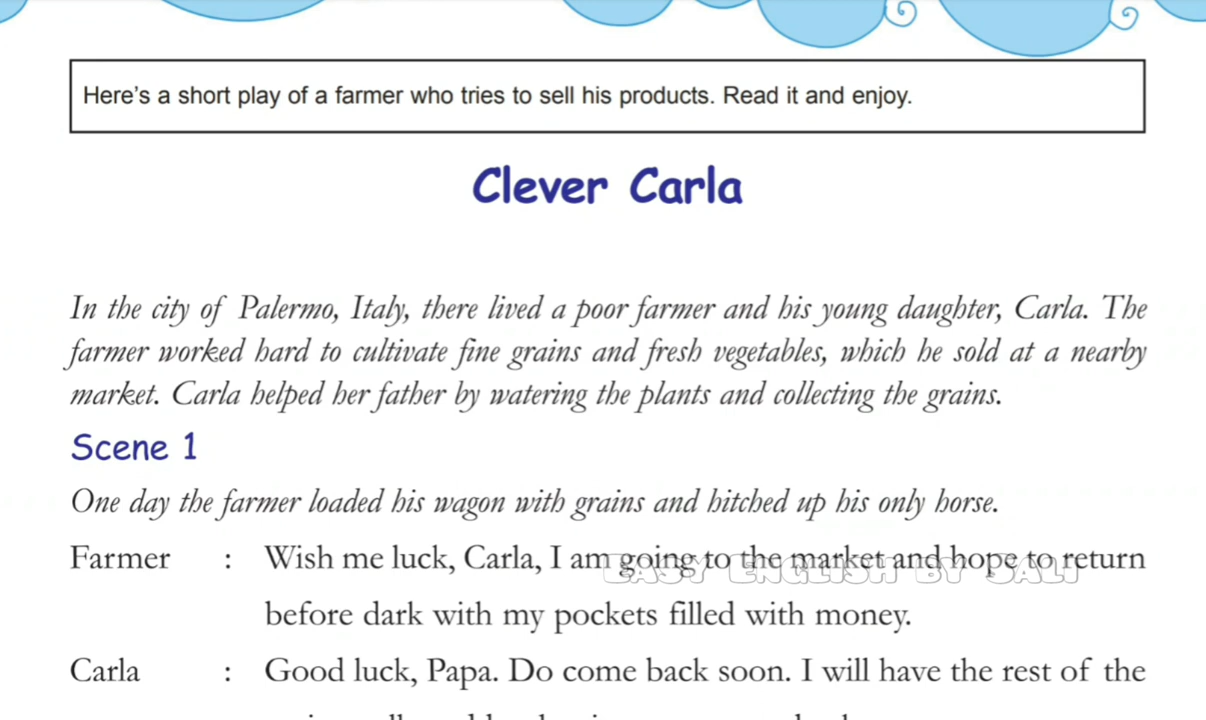 Here's a short play of a farmer who tries to sell his products. Read it and enjoy.
Clever Carla
In the city of Palermo, Italy, there lived a poor farmer and his young daughter, Carla. The
farmer worked hard to cultivate fine grains and fresh vegetables, which he sold at a nearby
market. Carla helped her father by watering the plants and collecting the grains.
Scene 1
One day the farmer loaded his wagon with grains and hitched up his only horse.
Farmer : Wish me luck, Carla, I am going to the market and hope to return
EASY ENGLISH BY SALI
before dark with my pockets filled with money.
Carla : Good luck, Papa. Do come back soon. I will have the rest of the